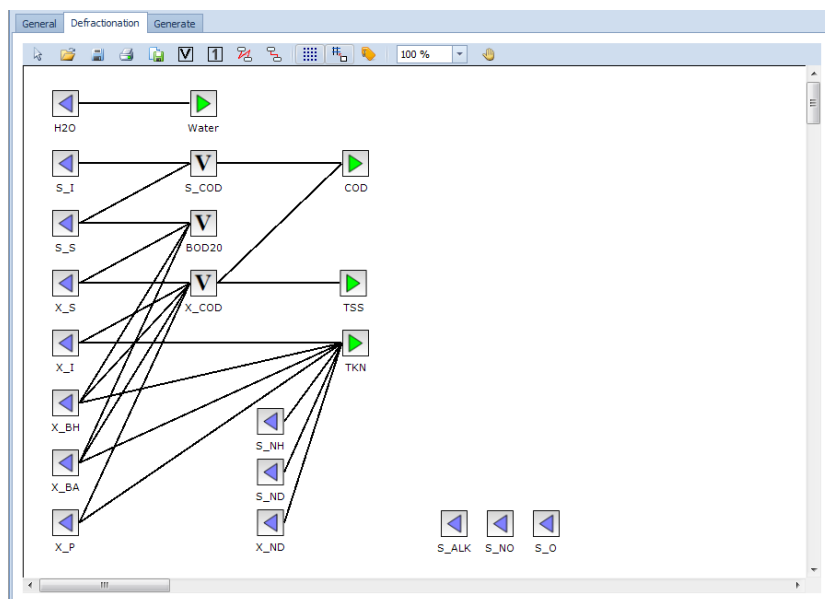 General Defractionation Generate
V 1 100 %
H2O Water
S_I V S_COD COD
S_S V BOD20
X_S V X_COD TSS
X_I TKN
X_BH S_NH
X_BA S_ND
X_P X_ND S_ALK S_NO S_O